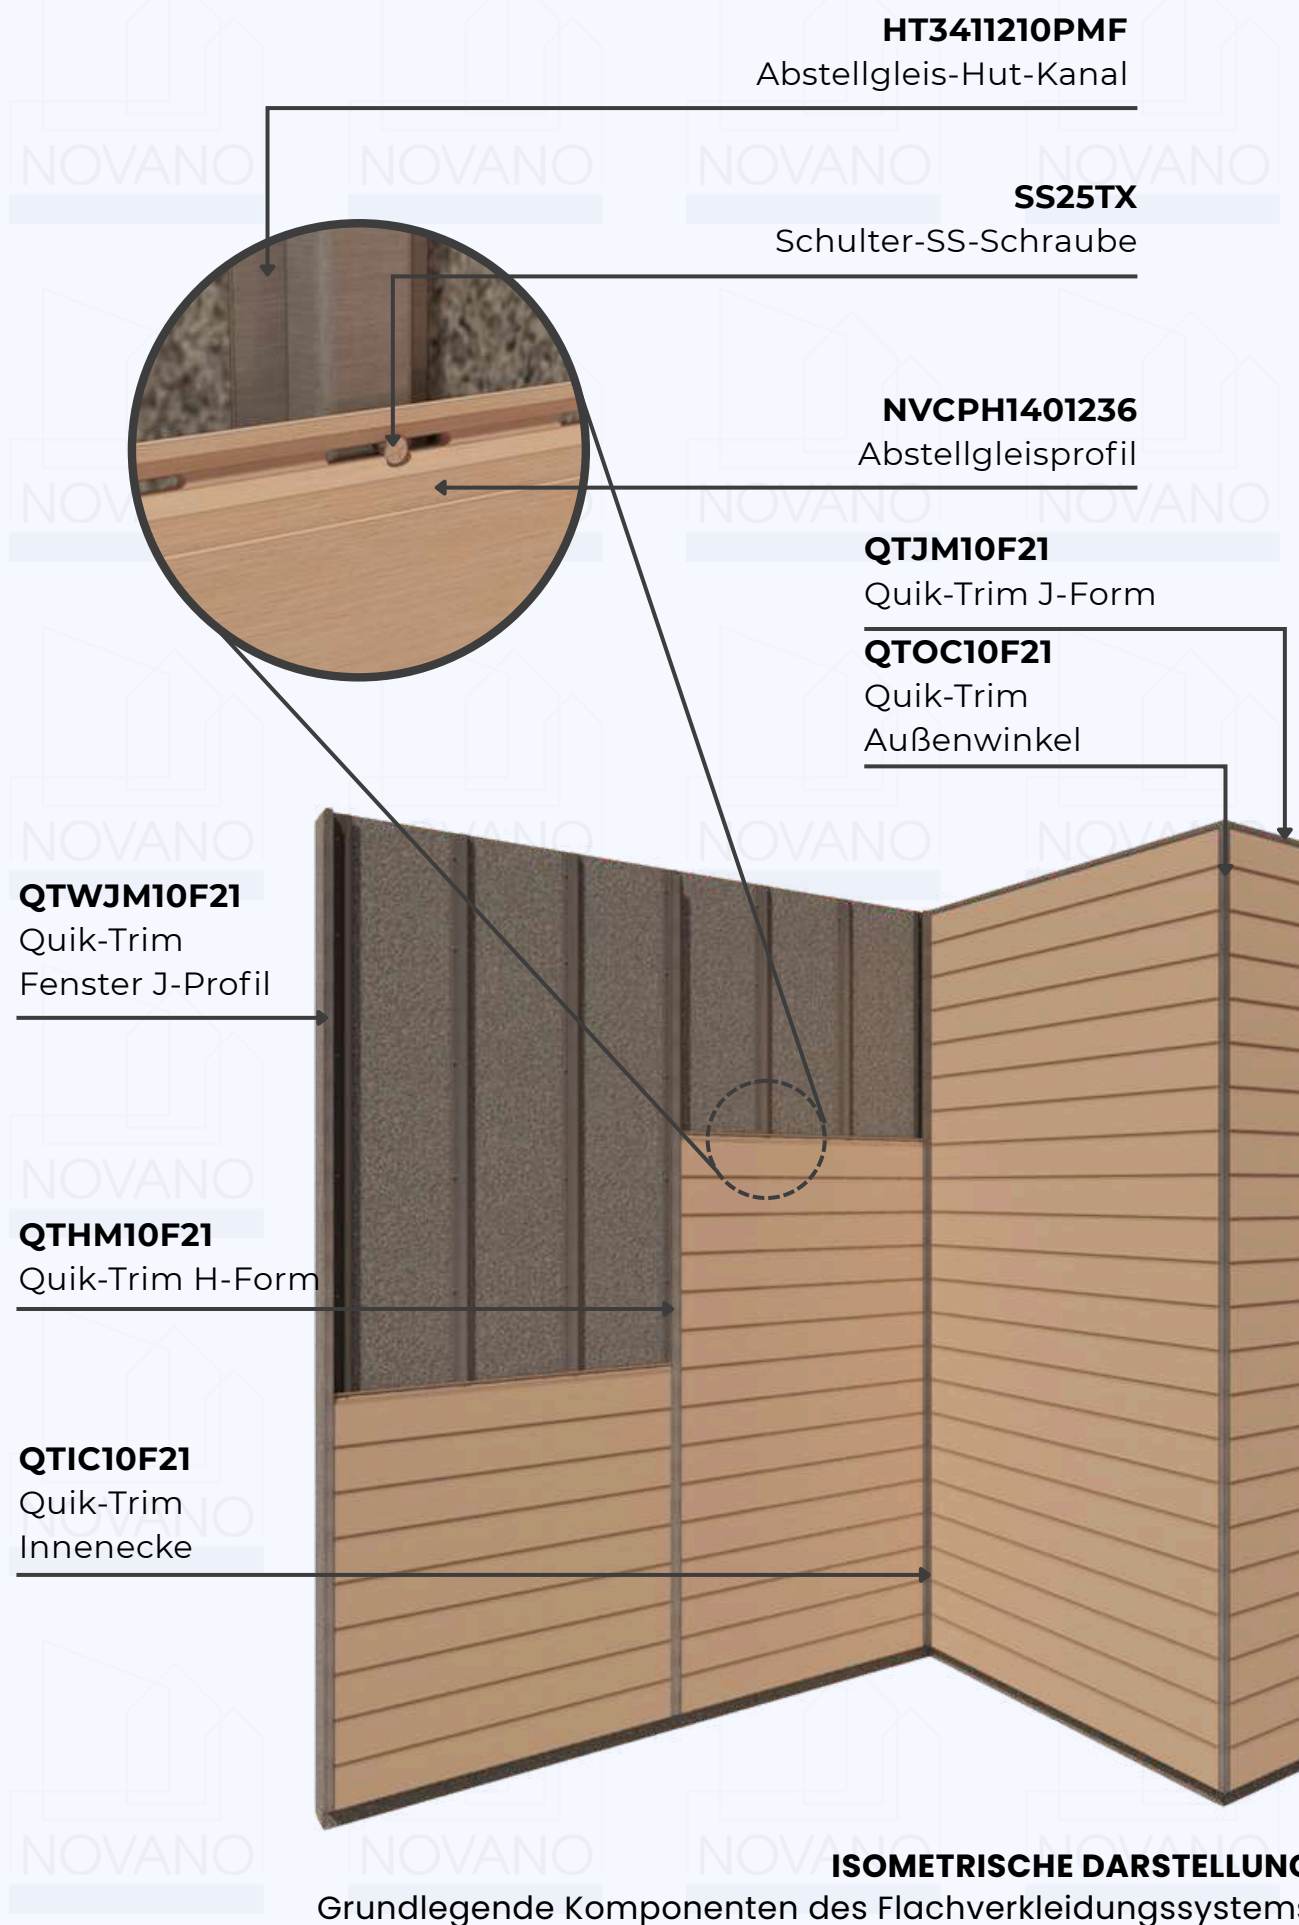 HT3411210PMF
Abstellgleis-Hut-Kanal
SS25TX
Schulter-SS-Schraube
NVCPH1401236
Abstellgleisprofil
QTJM10F21
Quik-Trim J-Form
QTOC10F21
Quik-Trim
Außenwinkel
QTWJM10F21
Quik-Trim
Fenster J-Profil
QTHM10F21
Quik-Trim H-Form
QTIC10F21
Quik-Trim
Innenecke
ISOMETRISCHE DARSTELLUNG
Grundlegende Komponenten des Flachverkleidungssystems
NOVANO